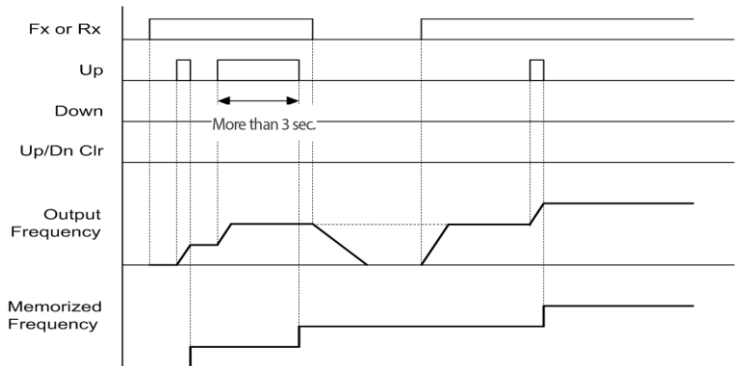 Fx or Rx
Up
Down
More than 3 sec.
Up/Dn Clr
Output
Frequency
Memorized
Frequency